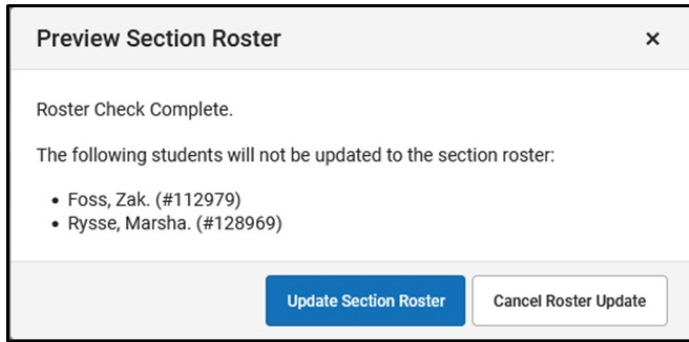 Preview Section Roster
×
Roster Check Complete.
The following students will not be updated to the section roster:
• Foss, Zak. (#112979)
• Rysse, Marsha. (#128969)
Update Section Roster
Cancel Roster Update